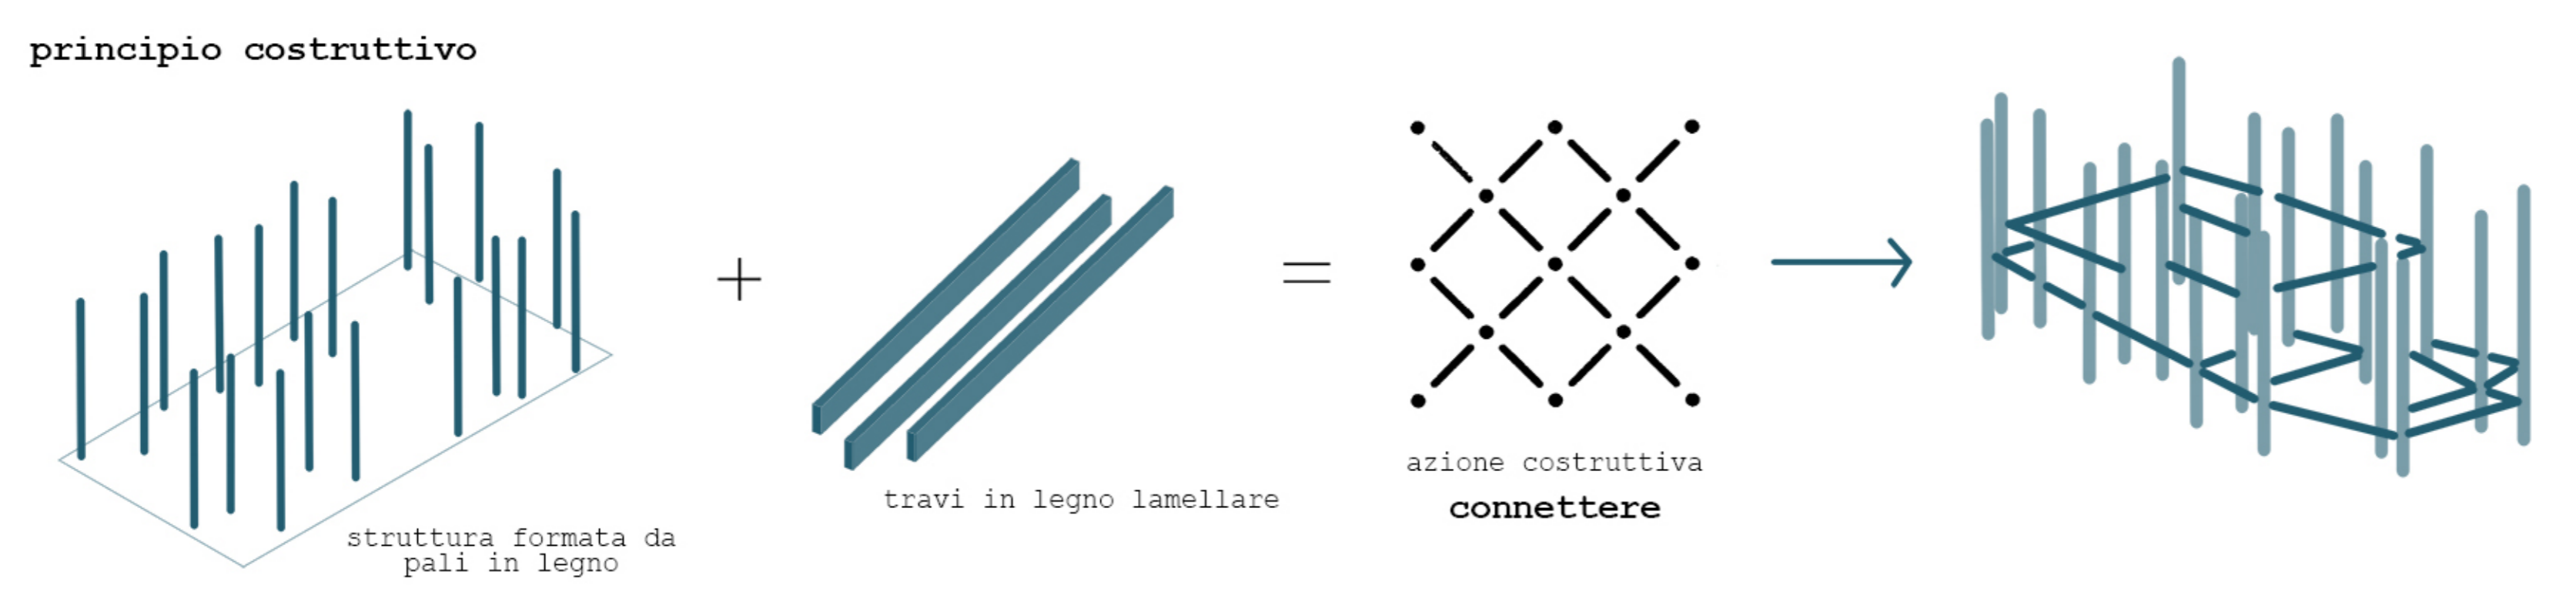 principio costruttivo
struttura formata da
pali in legno
travi in legno lamellare
azione costruttiva
connettere